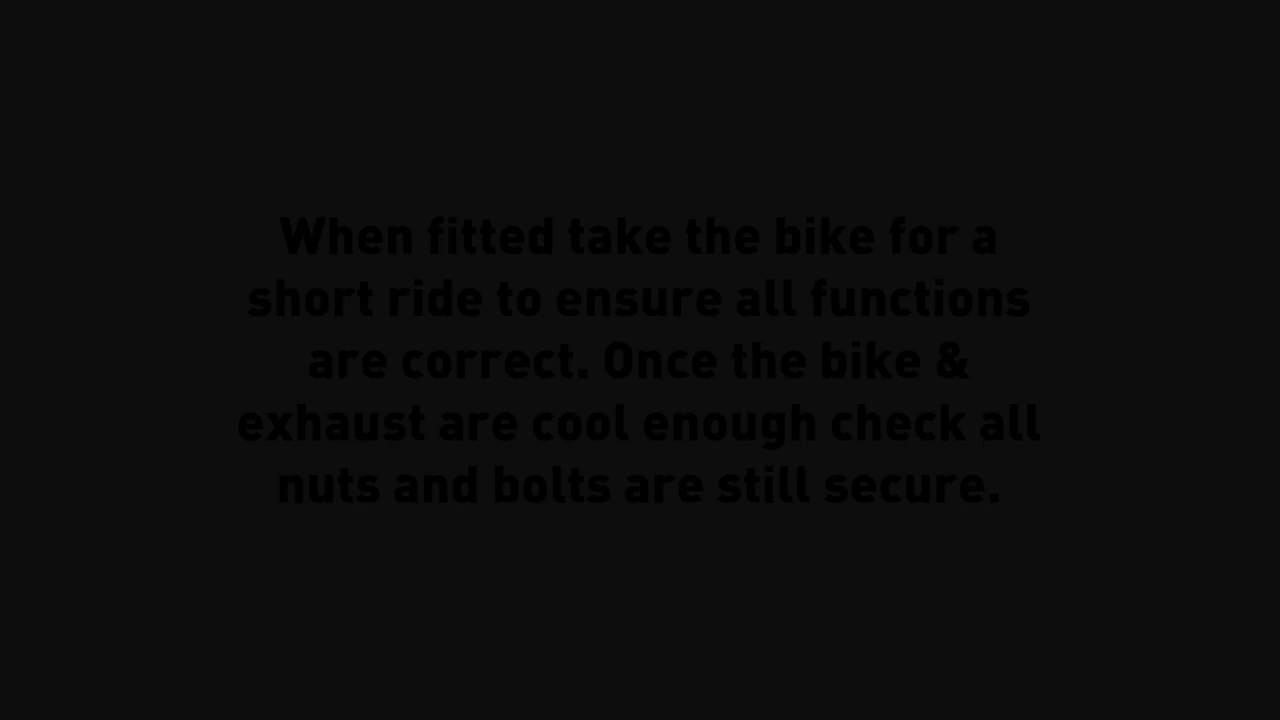 When fitted take the bike for a
short ride to ensure all functions
are correct. Once the bike &
exhaust are cool enough check all
nuts and bolts are still secure.